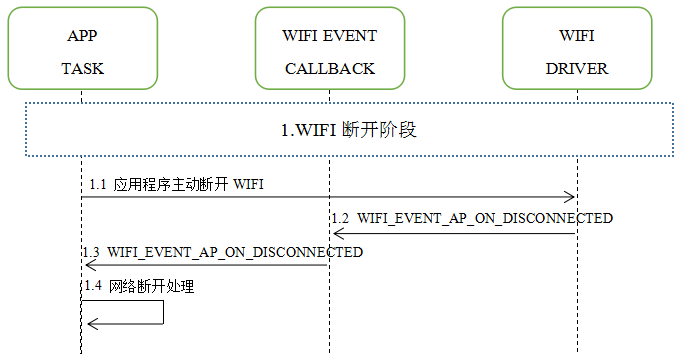 APP
TASK
WIFI EVENT
CALLBACK
WIFI
DRIVER
1.WIFI 断开阶段
1.1 应用程序主动断开 WIFI
1.2 WIFI_EVENT_AP_ON_DISCONNECTED
1.3 WIFI_EVENT_AP_ON_DISCONNECTED
1.4 网络断开处理